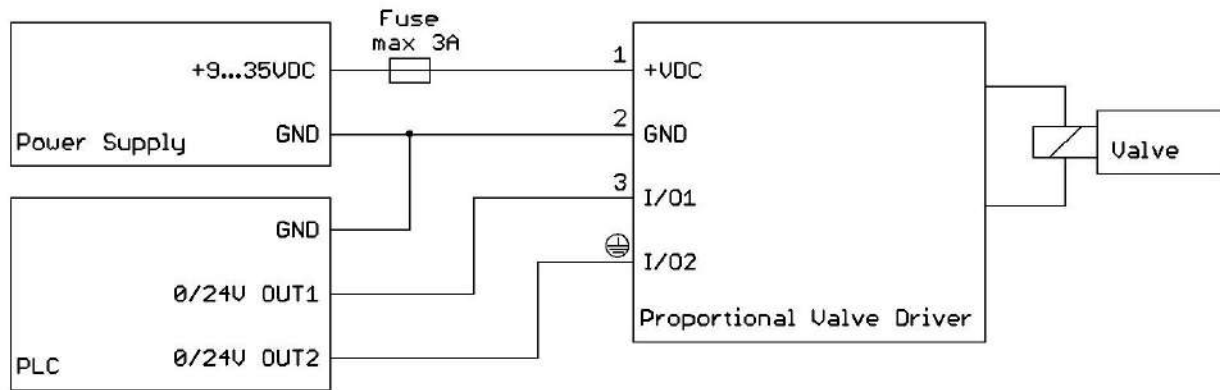 Fuse
max 3A
+9...35VDC
1
+VDC
GND
2
GND
Power Supply
Valve
3
I/O1
GND
I/O2
0/24V OUT1
Proportional Valve Driver
0/24V OUT2
PLC